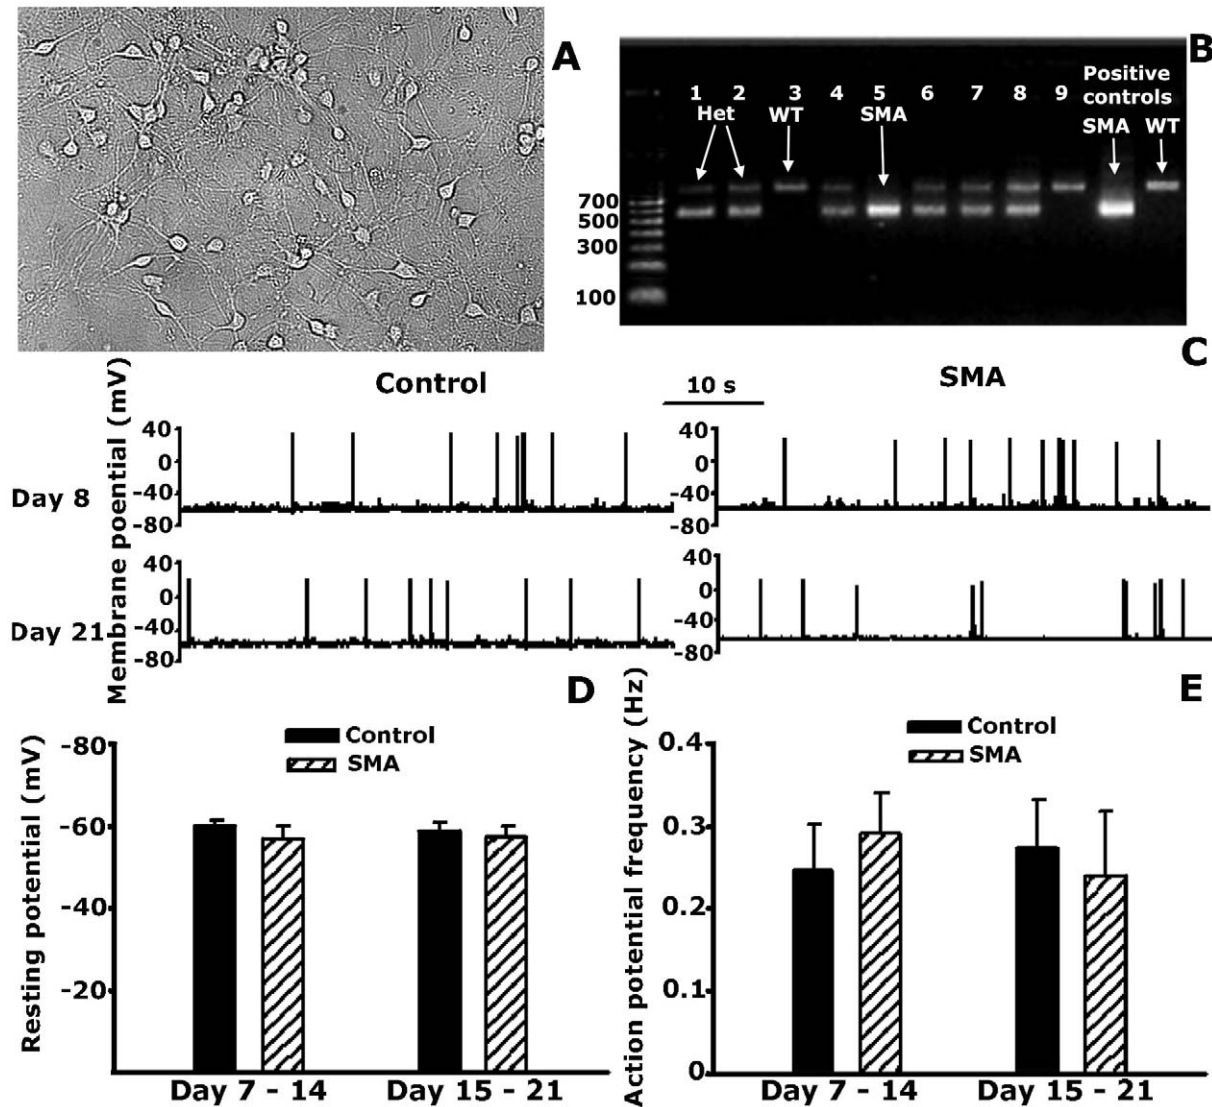 A
B
Positive
controls
1 2 3 4 5 6 7 8 9
Het WT SMA SMA WT
700
500
300
100
C
Control
10 s
SMA
Membrane poential (mV)
Day 8
40
0
-40
-80
40
0
-40
-80
Day 21
40
0
-40
-80
40
0
-40
-80
D
Resting potential (mV)
Control
SMA
-80
-60
-40
-20
Day 7 - 14 Day 15 - 21
E
Action potential frequency (Hz)
Control
SMA
0.4
0.3
0.2
0.1
0
Day 7 - 14 Day 15 - 21